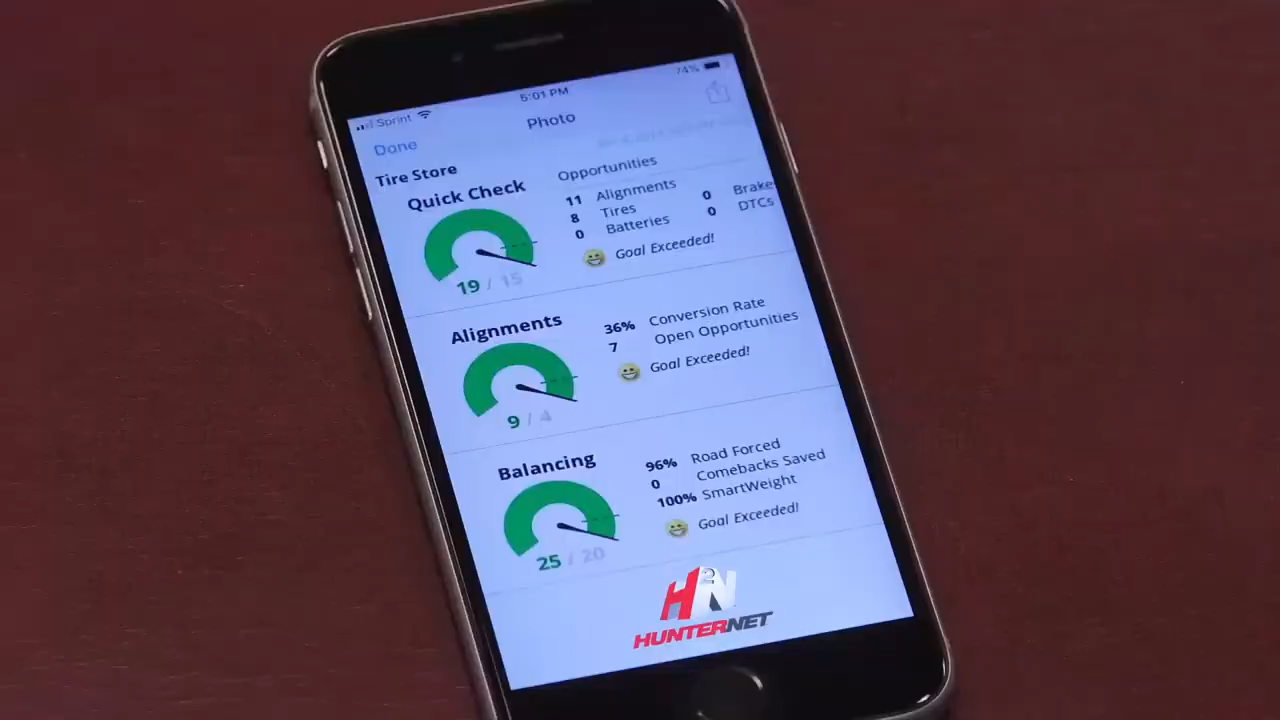 74%
5:01 PM
Sprint
Photo
Done
Tire Store
Quick Check
19 / 15
Opportunities
11 Alignments 0 Brake
8 Tires 0 DTCs
0 Batteries
Goal Exceeded!
Alignments
9 / 4
36% Conversion Rate
7 Open Opportunities
Goal Exceeded!
Balancing
25 / 20
96% Road Forced
0 Comebacks Saved
100% SmartWeight
Goal Exceeded!
H2N
HUNTERNET